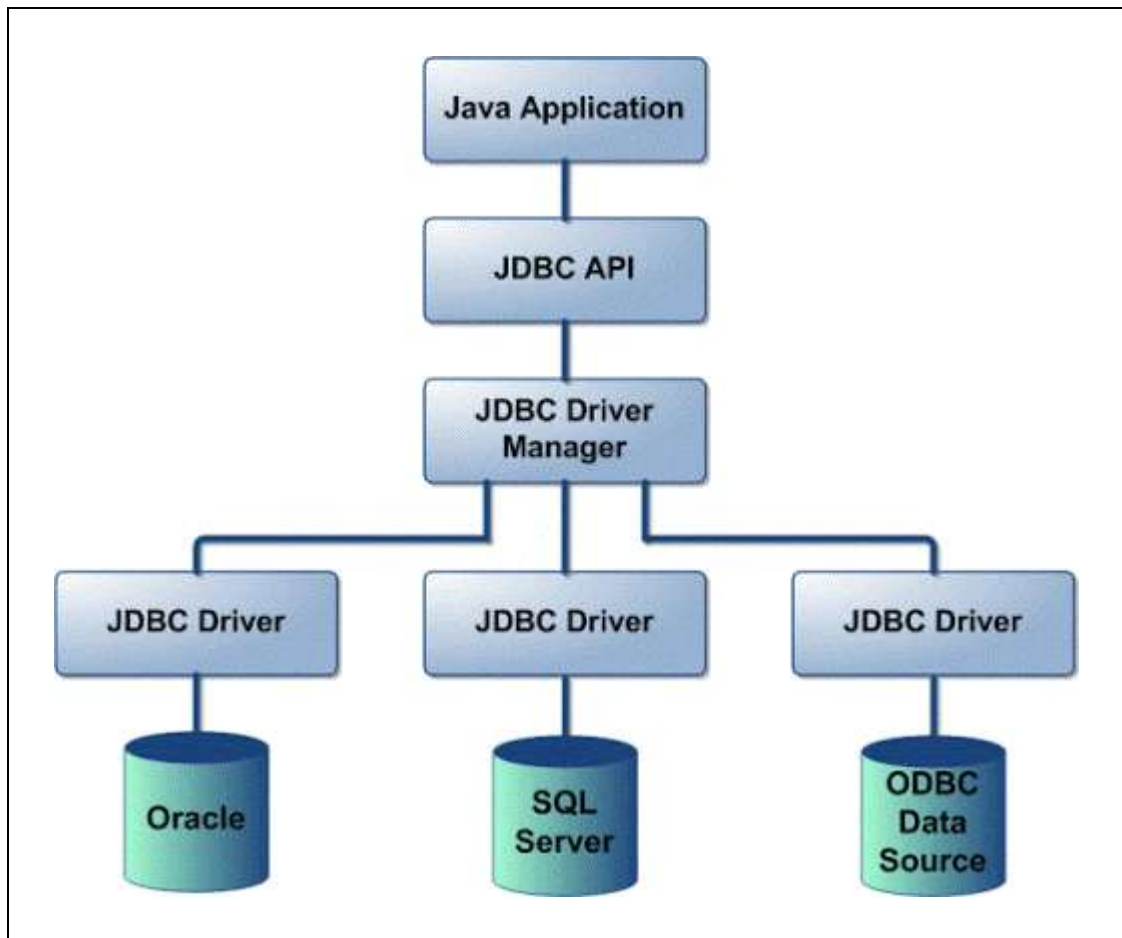 Java Application
JDBC API
JDBC Driver
Manager
JDBC Driver
JDBC Driver
JDBC Driver
Oracle
SQL
Server
ODBC
Data
Source